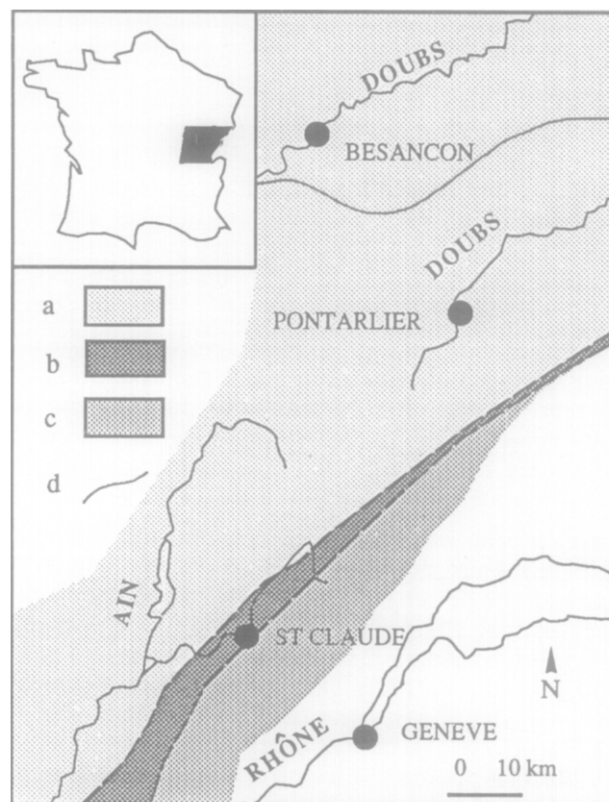 DOUBS
BESANCON
DOUBS
PONTARLIER
a
b
c
d
AIN
ST CLAUDE
N
GENEVE
RHÔNE
0 10 km